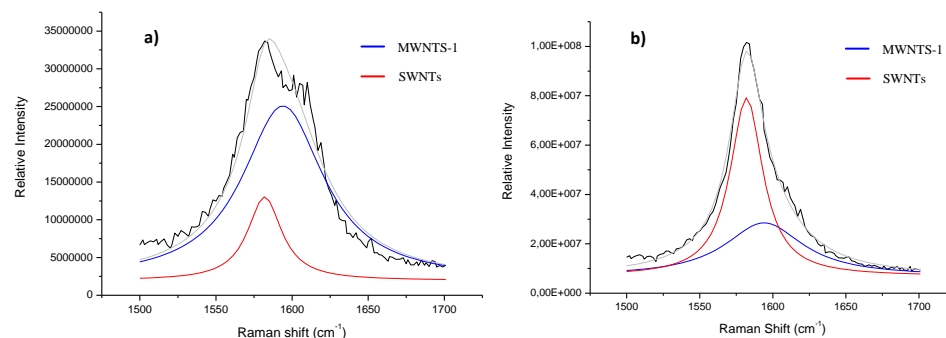 a)
MWNTS-1
SWNTs
35000000
30000000
25000000
20000000
15000000
10000000
5000000
0
Relative Intensity
1500
1550
1600
1650
1700
Raman shift (cm⁻¹)
b)
MWNTS-1
SWNTs
1,00E+008
8,00E+007
6,00E+007
4,00E+007
2,00E+007
0,00E+000
Relative Intensity
1500
1550
1600
1650
1700
Raman Shift (cm⁻¹)